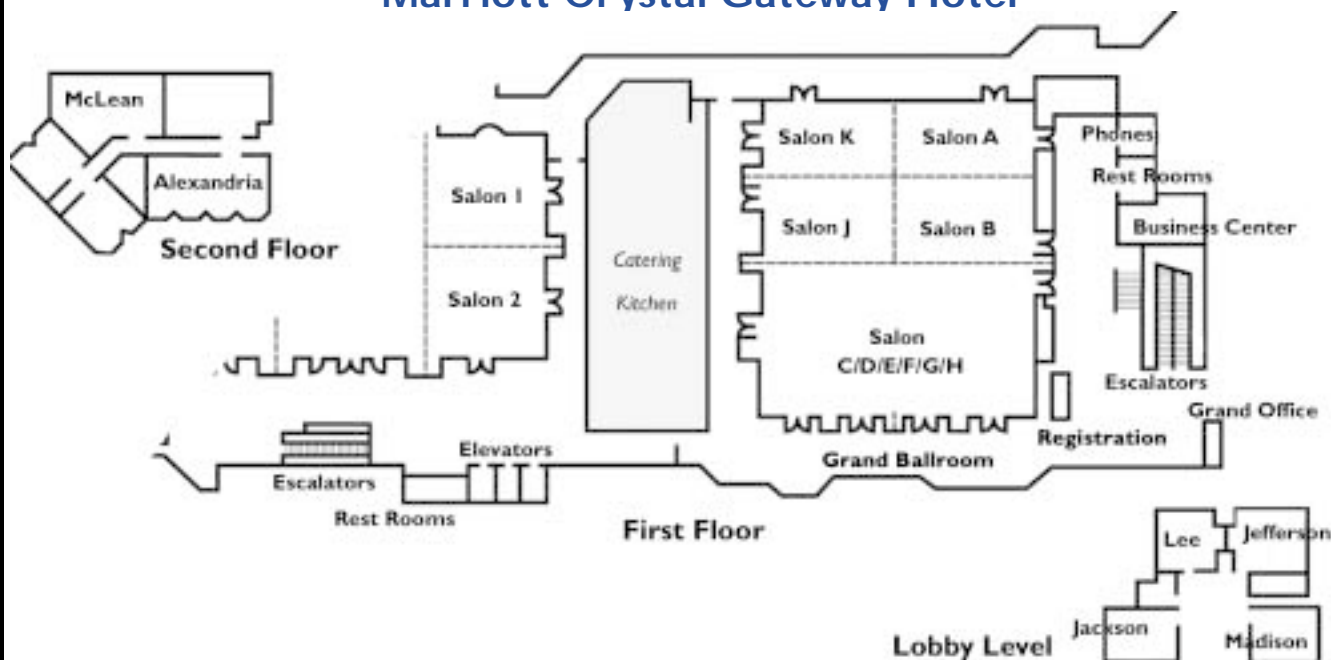 Marriott Crystal Gateway Hotel
McLean
Alexandria
Second Floor
Salon 1
Salon 2
Catering
Kitchen
Salon K
Salon A
Salon J
Salon B
Salon
C/D/E/F/G/H
Phones
Rest Rooms
Business Center
Escalators
Grand Office
Registration
Grand Ballroom
Elevators
Escalators
Rest Rooms
First Floor
Lee
Jefferson
Jackson
Madison
Lobby Level